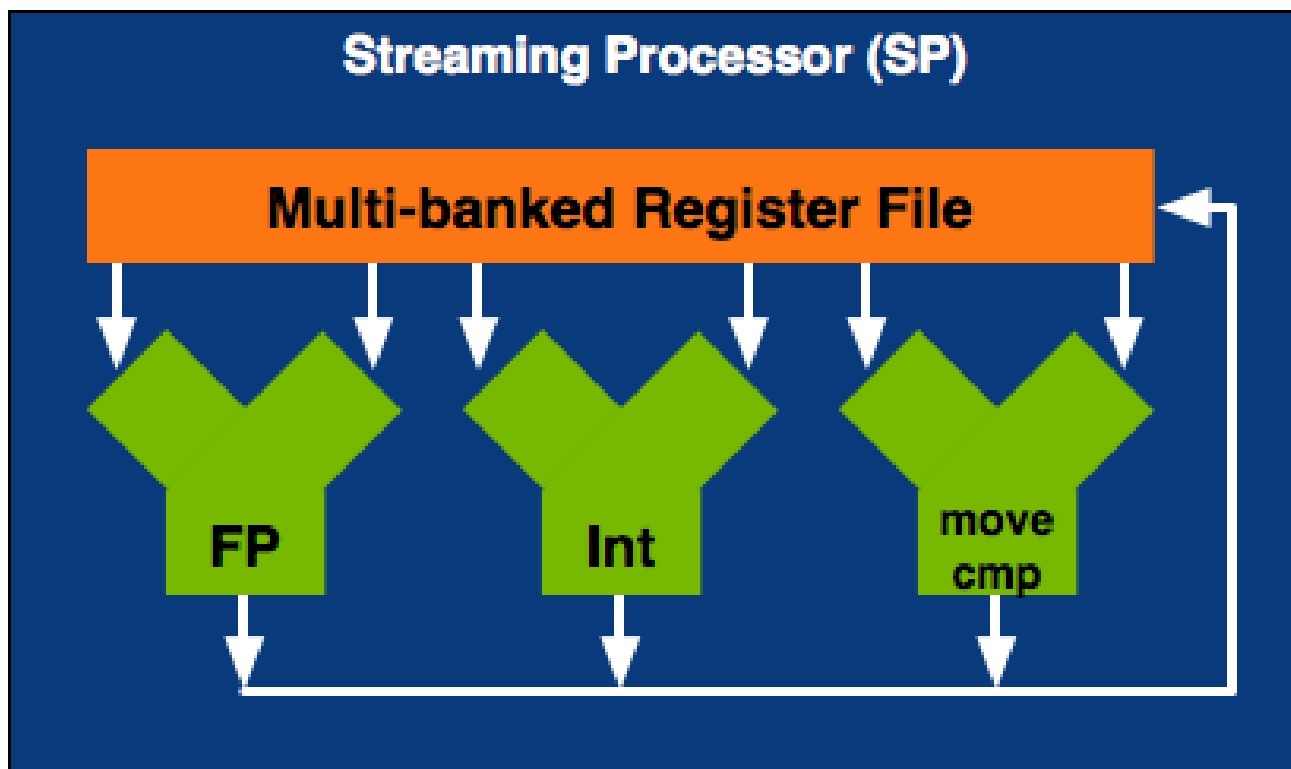 Streaming Processor (SP)
Multi-banked Register File
FP
Int
move
cmp